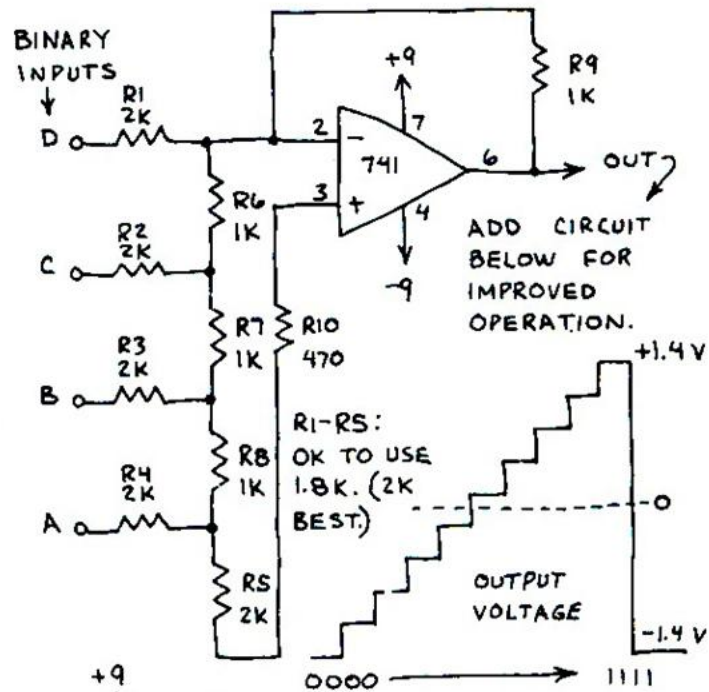 BINARY
INPUTS
R1
2K
D
R6
1K
R2
2K
C
R7
1K
R3
2K
B
R8
1K
R4
2K
A
R5
2K
R10
470
2
-
3
+
741
+9
7
6
4
-9
R9
1K
OUT
ADD CIRCUIT
BELOW FOR
IMPROVED
OPERATION.
R1-R5:
OK TO USE
1.8K. (2K
BEST.)
+1.4 V
0
OUTPUT
VOLTAGE
-1.4 V
0000
1111
+9